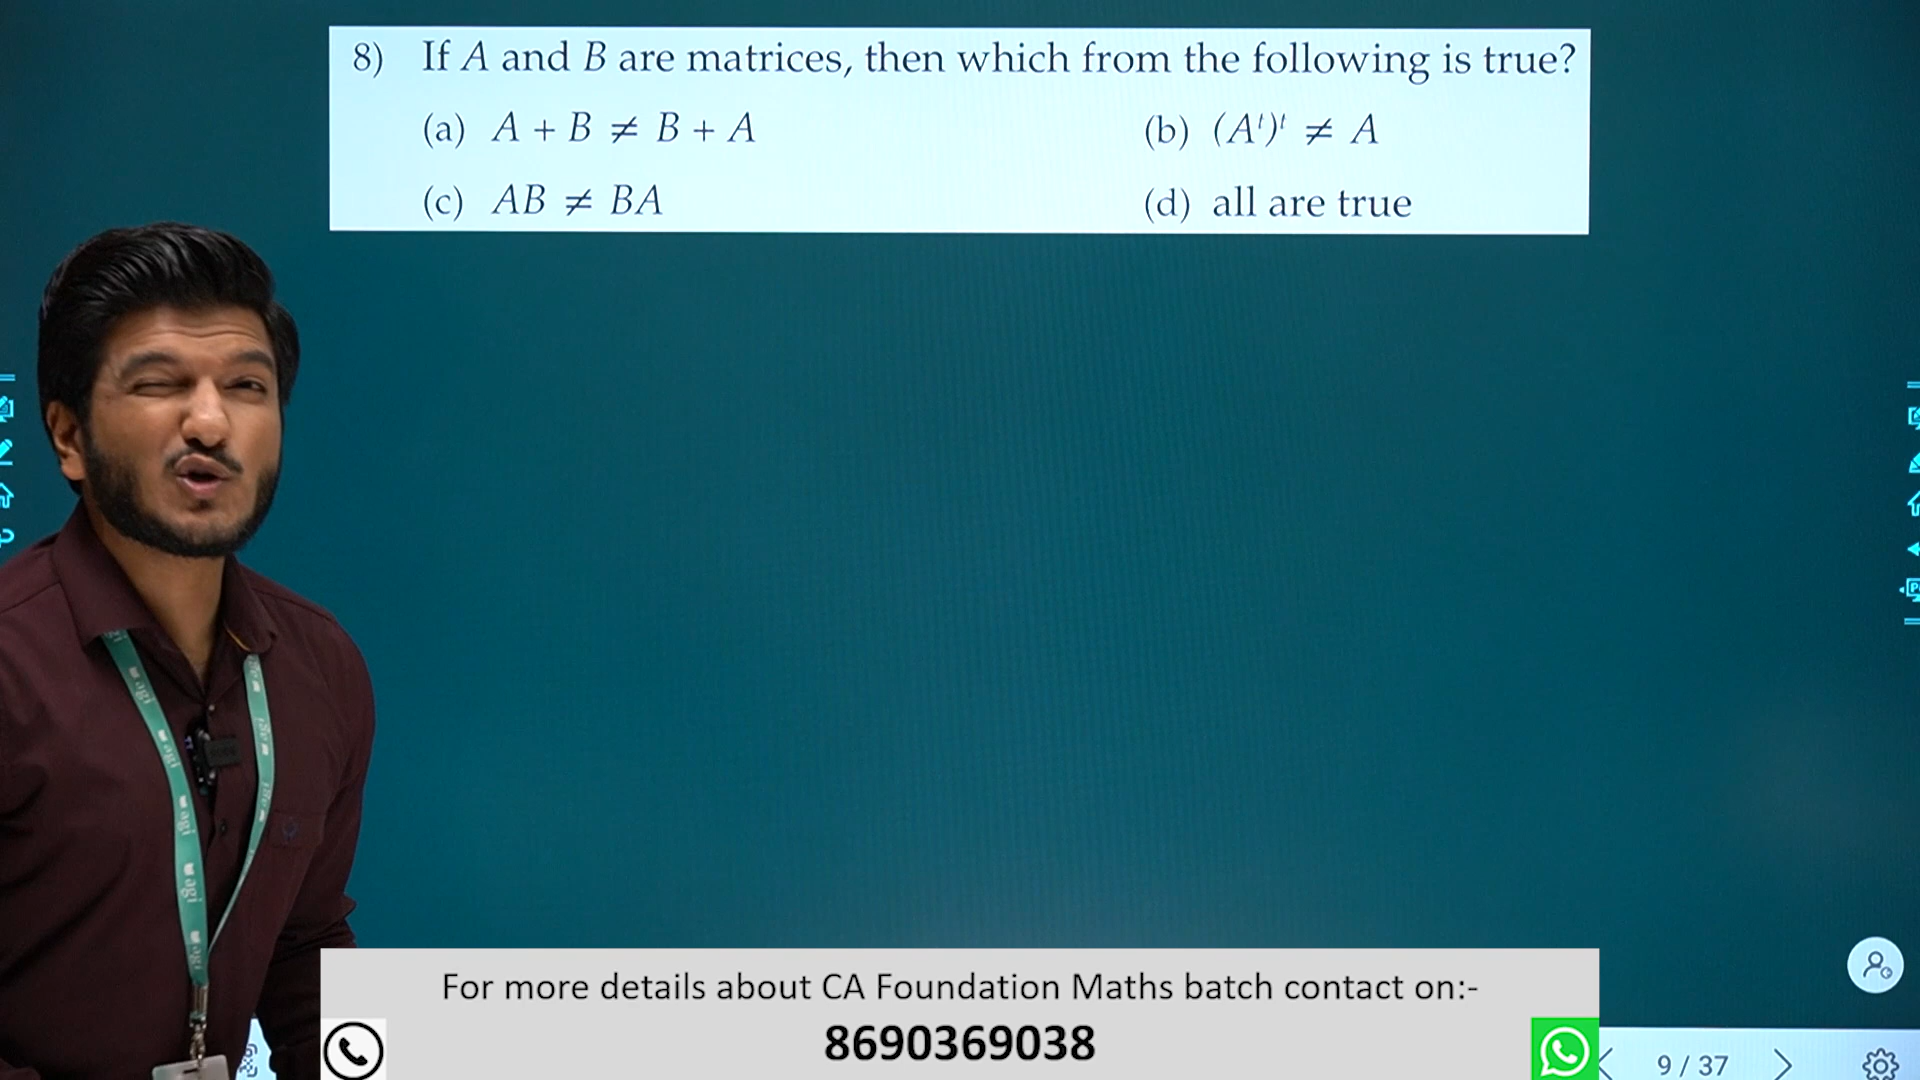 8) If A and B are matrices, then which from the following is true?
(a) A + B ≠ B + A (b) (A')' ≠ A
(c) AB ≠ BA (d) all are true
For more details about CA Foundation Maths batch contact on:-
8690369038
9 / 37